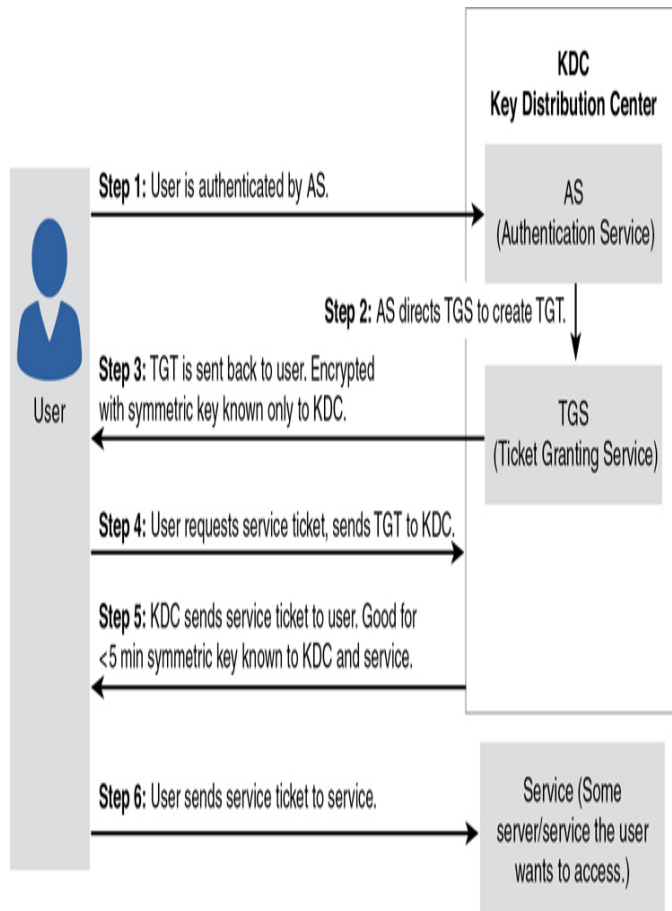 KDC
Key Distribution Center
Step 1: User is authenticated by AS.
AS
(Authentication Service)
Step 2: AS directs TGS to create TGT.
Step 3: TGT is sent back to user. Encrypted
with symmetric key known only to KDC.
User
TGS
(Ticket Granting Service)
Step 4: User requests service ticket, sends TGT to KDC.
Step 5: KDC sends service ticket to user. Good for
<5 min symmetric key known to KDC and service.
Step 6: User sends service ticket to service.
Service (Some
server/service the user
wants to access.)